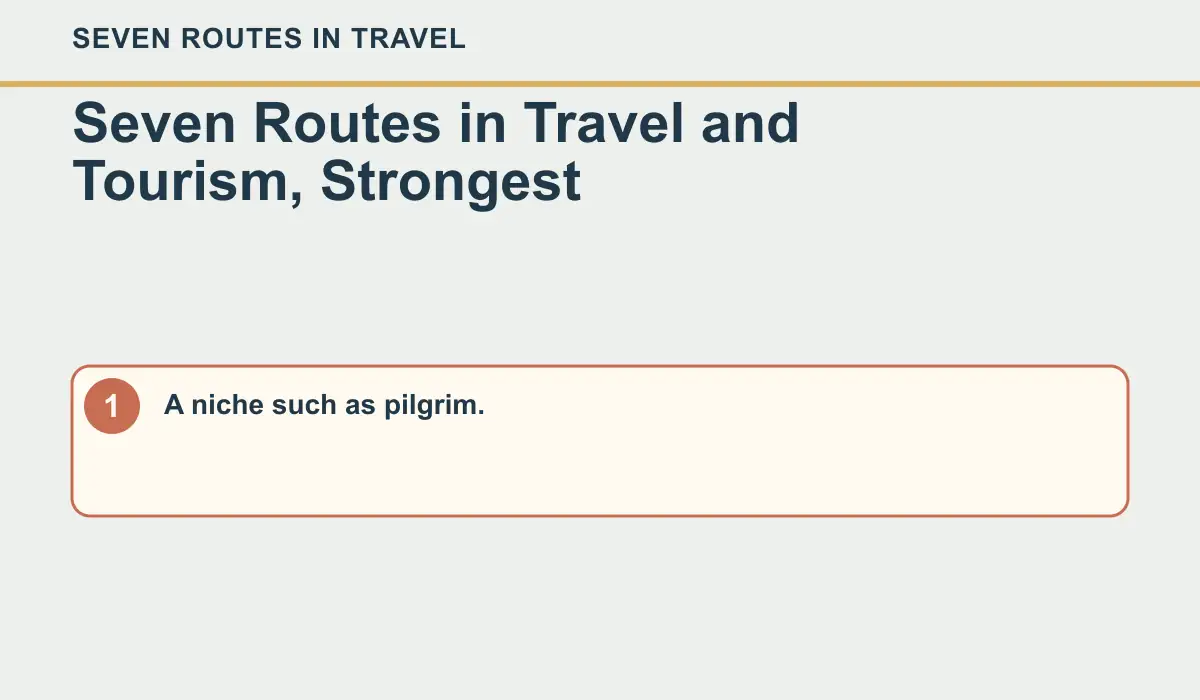 SEVEN ROUTES IN TRAVEL
Seven Routes in Travel and
Tourism, Strongest
1
A niche such as pilgrim.